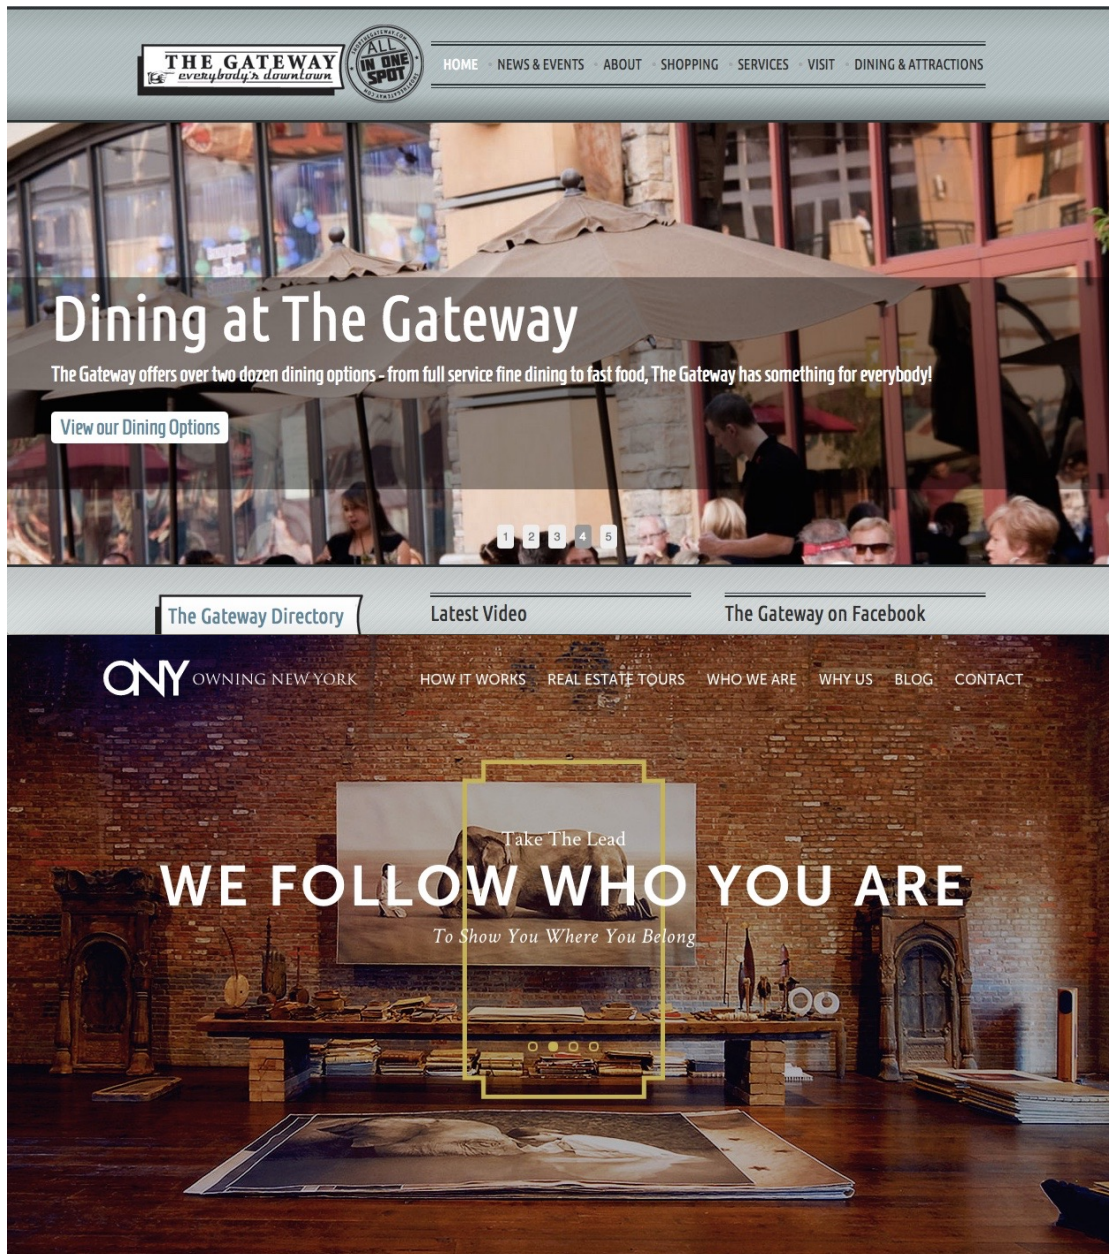 THE GATEWAY
everybody's downtown
SHOPTHEGATEWAY.COM
ALL
IN ONE
SPOT
SHOPTHEGATEWAY.COM
HOME NEWS & EVENTS ABOUT SHOPPING SERVICES VISIT DINING & ATTRACTIONS
Dining at The Gateway
The Gateway offers over two dozen dining options - from full service fine dining to fast food, The Gateway has something for everybody!
View our Dining Options
1 2 3 4 5
The Gateway Directory
Latest Video
The Gateway on Facebook
ONY OWNING NEW YORK
HOW IT WORKS REAL ESTATE TOURS WHO WE ARE WHY US BLOG CONTACT
Take The Lead
WE FOLLOW WHO YOU ARE
To Show You Where You Belong